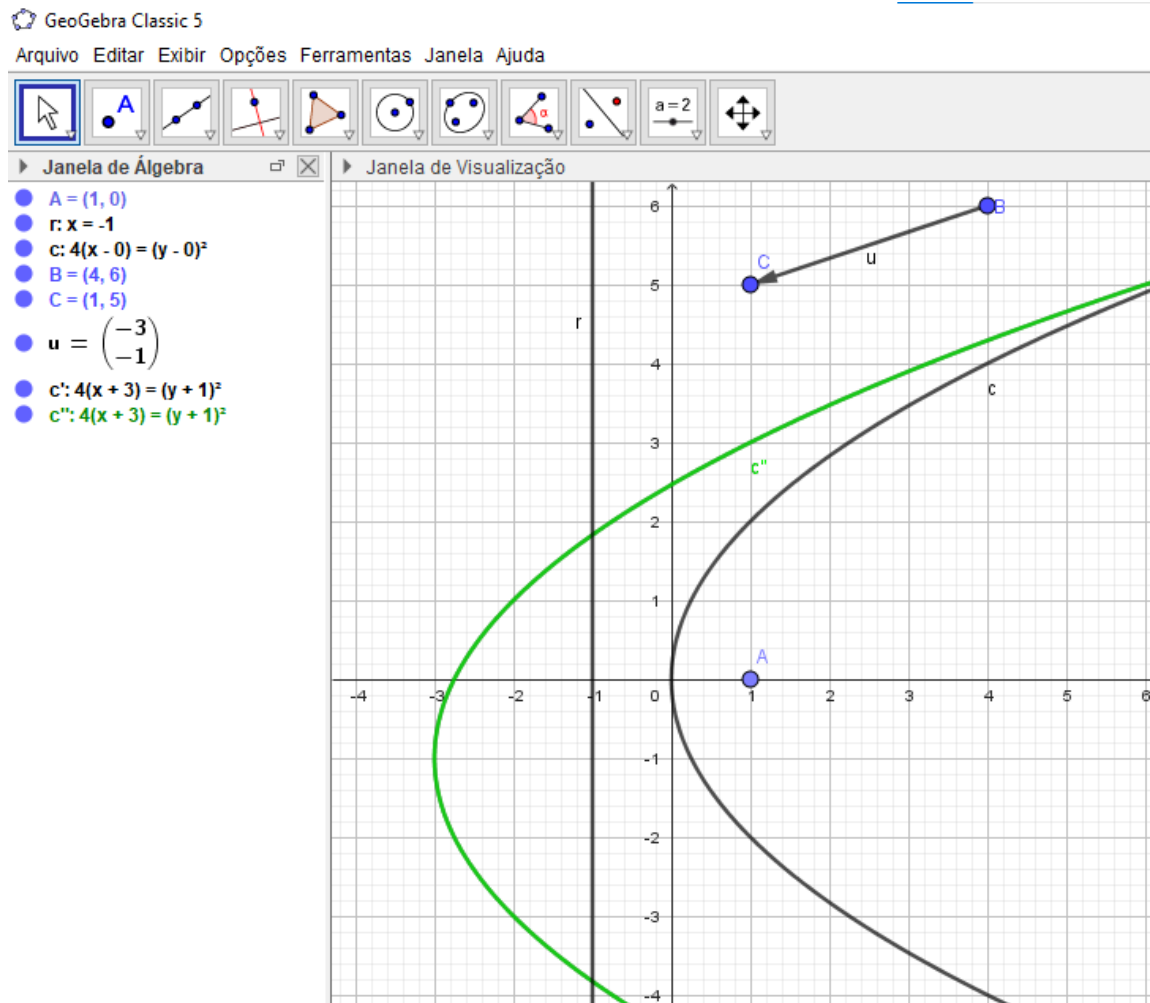 GeoGebra Classic 5
Arquivo Editar Exibir Opções Ferramentas Janela Ajuda
A
α
a=2
Janela de Álgebra
Janela de Visualização
A = (1, 0)
r: x = -1
c: 4(x - 0) = (y - 0)²
B = (4, 6)
C = (1, 5)
u = (−3
−1)
c': 4(x + 3) = (y + 1)²
c'': 4(x + 3) = (y + 1)²
6
B
C
u
5
r
4
c
3
c''
2
1
A
-4 -3 -2 -1 0 1 2 3 4 5 6
-1
-2
-3
-4